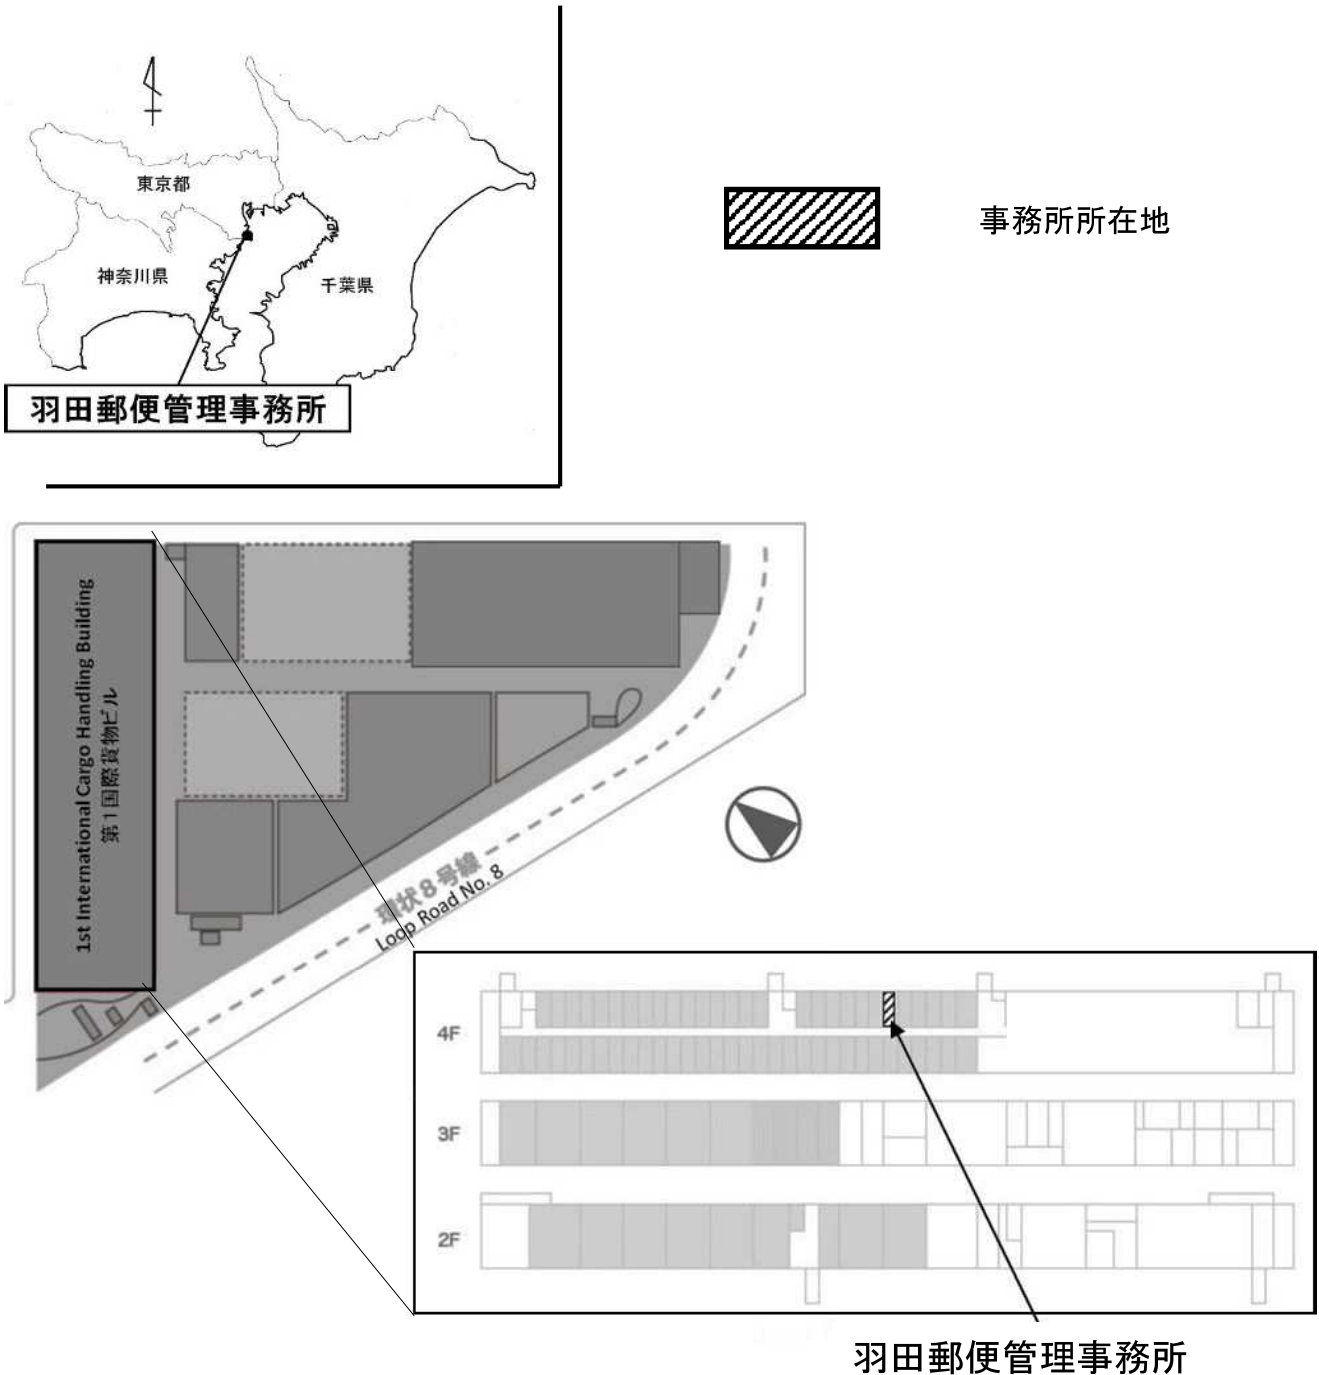 東京都
神奈川県
千葉県
羽田郵便管理事務所
事務所所在地
1st International Cargo Handling Building
第1国際貨物ビル
環状8号線
Loop Road No. 8
4F
3F
2F
羽田郵便管理事務所